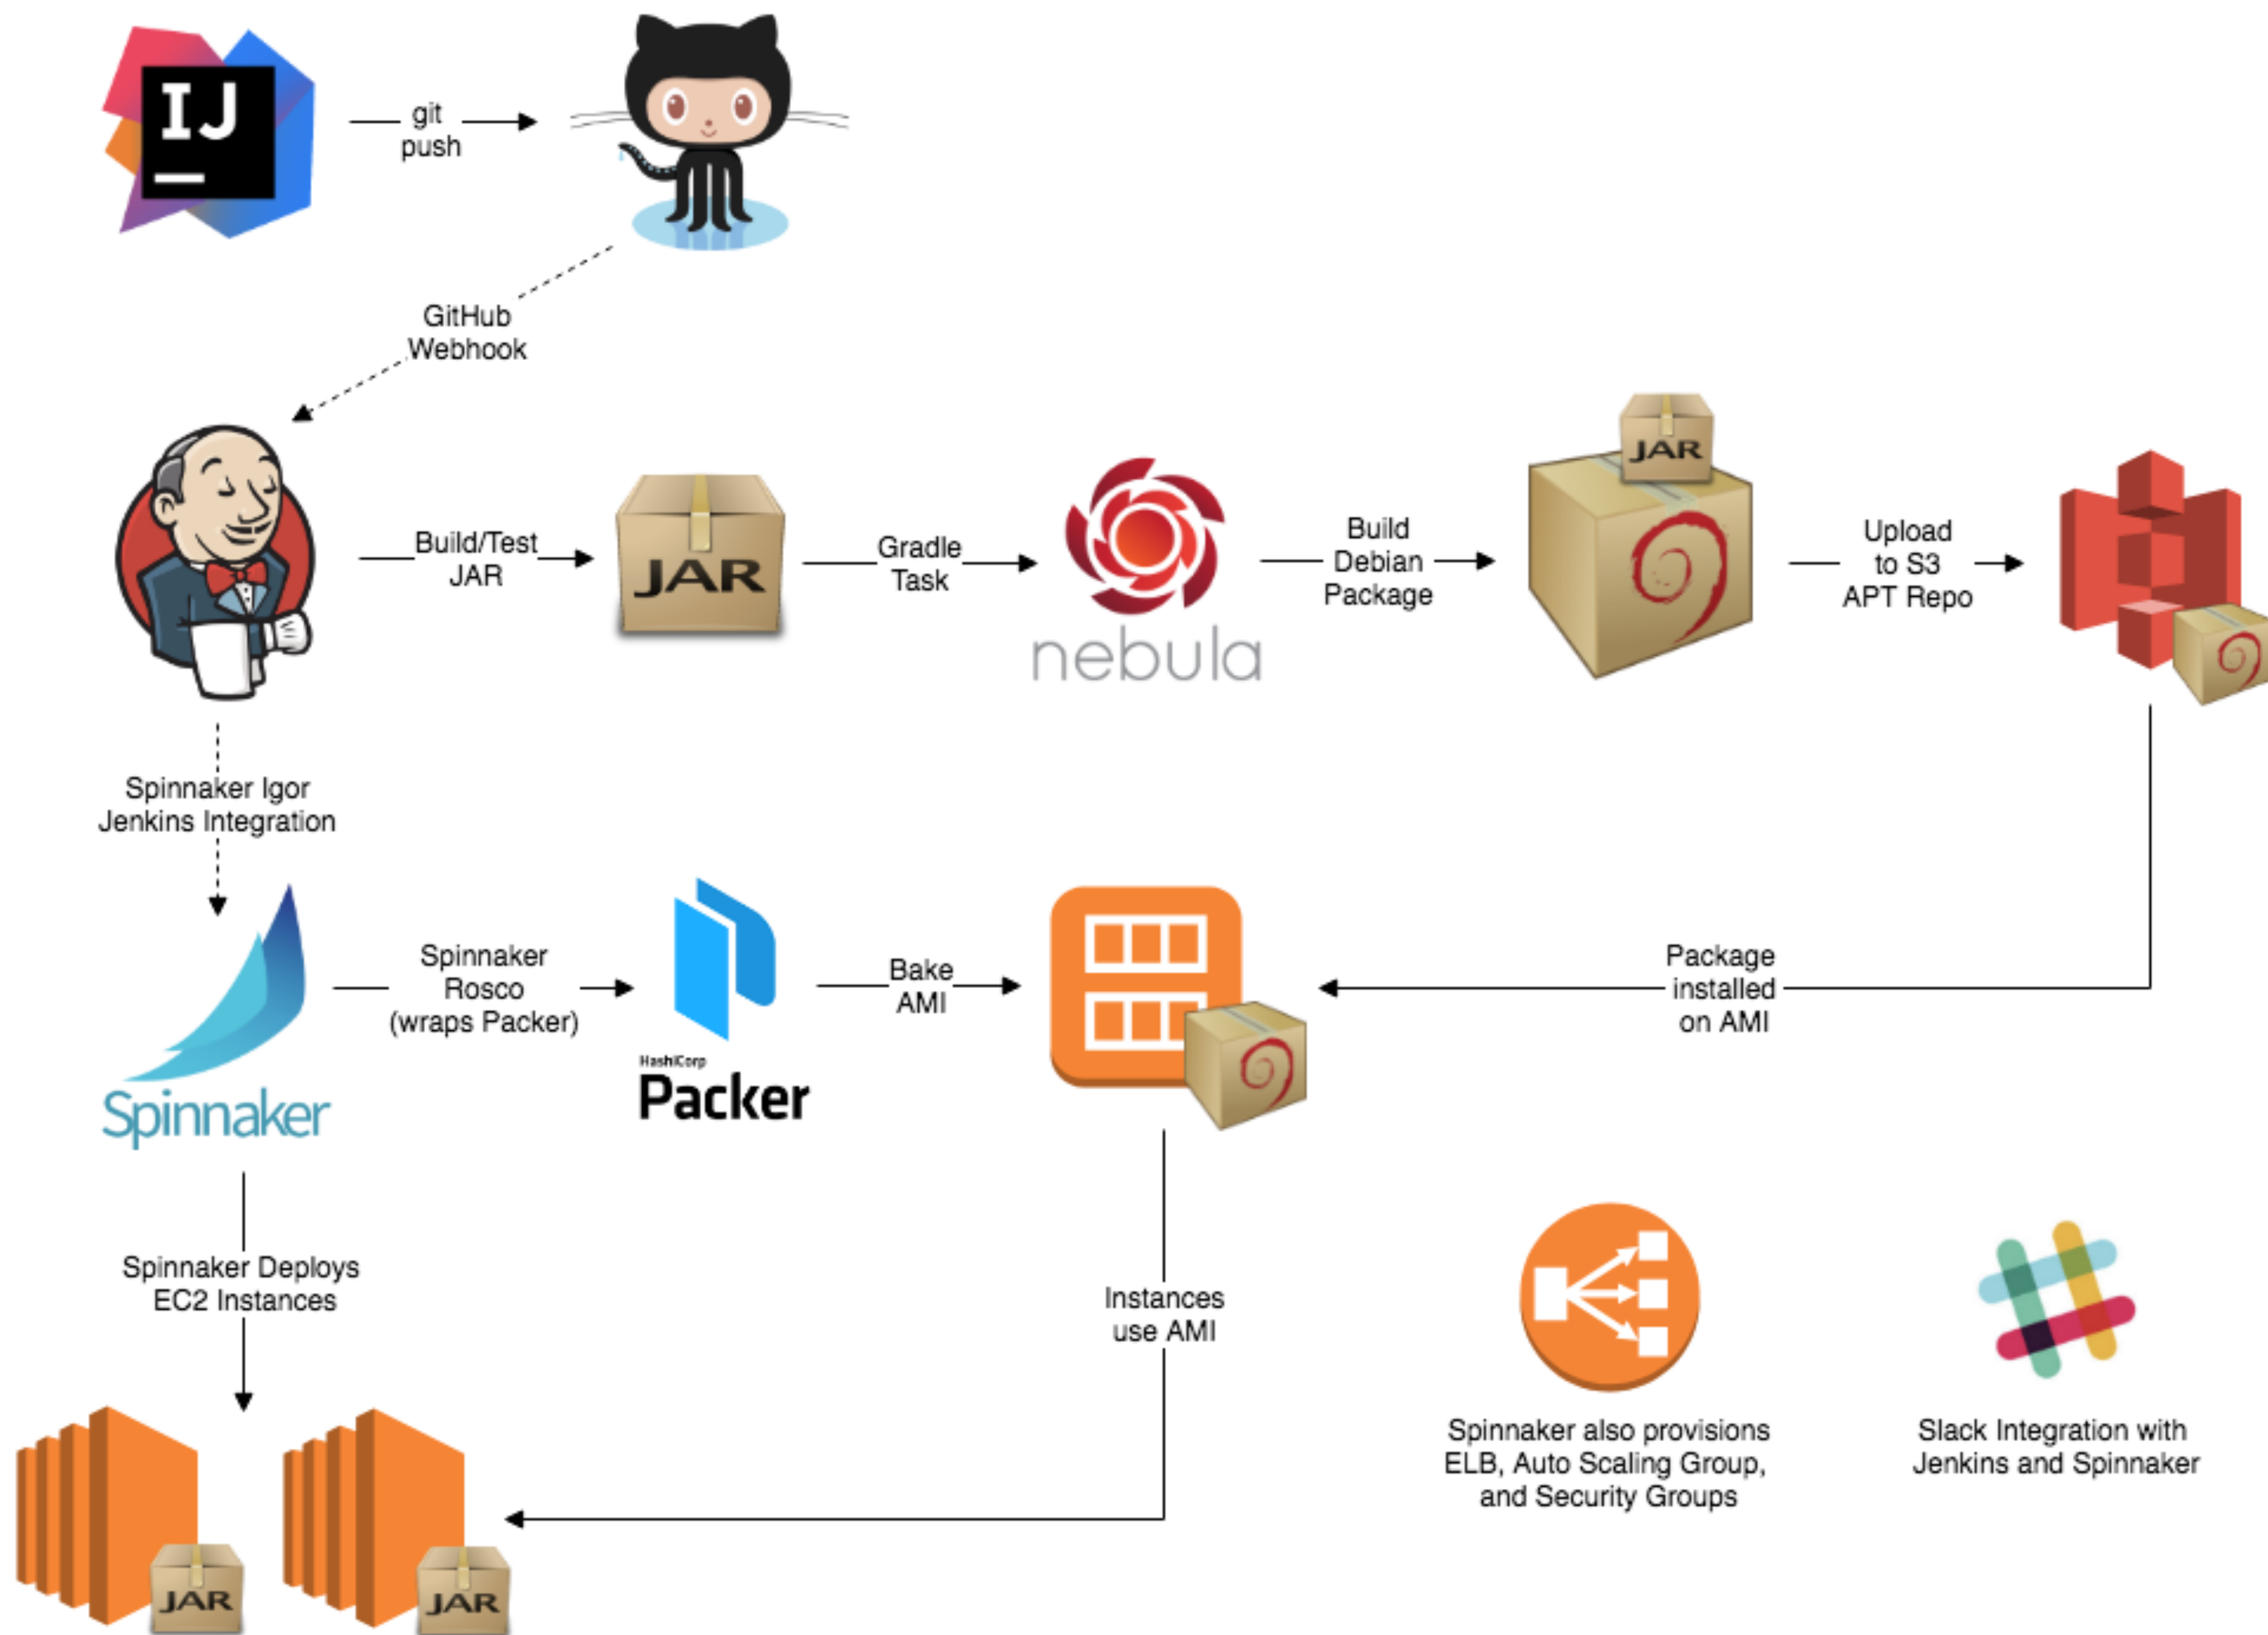 IJ
git
push
GitHub
Webhook
Build/Test
JAR
JAR
Gradle
Task
nebula
Build
Debian
Package
JAR
Upload
to S3
APT Repo
Spinnaker Igor
Jenkins Integration
Spinnaker
Spinnaker
Rosco
(wraps Packer)
HashiCorp
Packer
Bake
AMI
Package
installed
on AMI
Spinnaker Deploys
EC2 Instances
Instances
use AMI
Spinnaker also provisions
ELB, Auto Scaling Group,
and Security Groups
Slack Integration with
Jenkins and Spinnaker
JAR
JAR